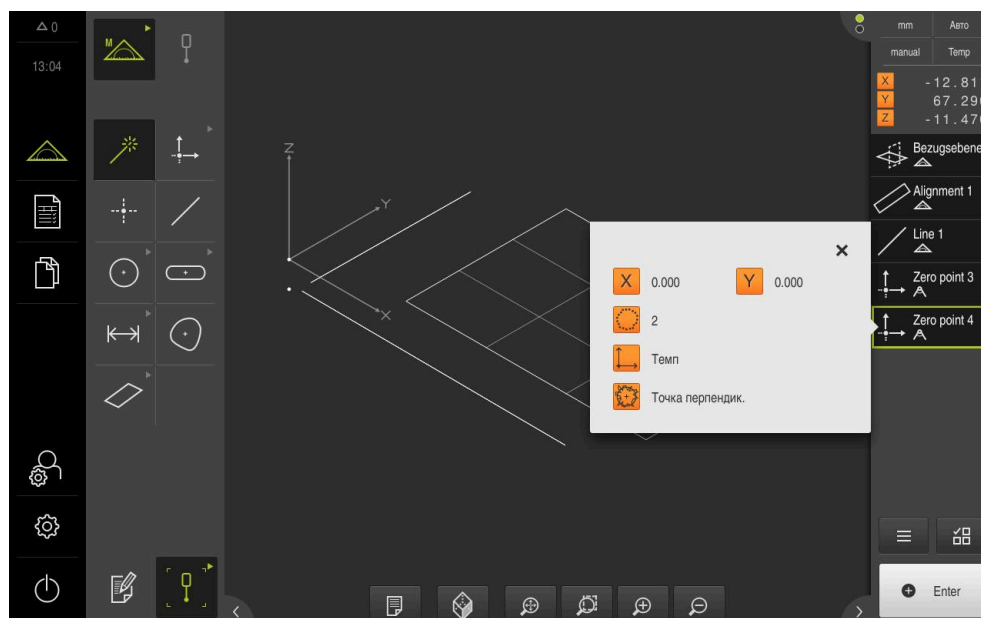 0
13:04
M
mm Авто
manual Temp
X -12.81
Y 67.29
Z -11.47
Bezugsebene
Alignment 1
Line 1
Zero point 3
Zero point 4
Z
Y
X
X 0.000 Y 0.000
2
Темп
Точка перпендик.
Enter